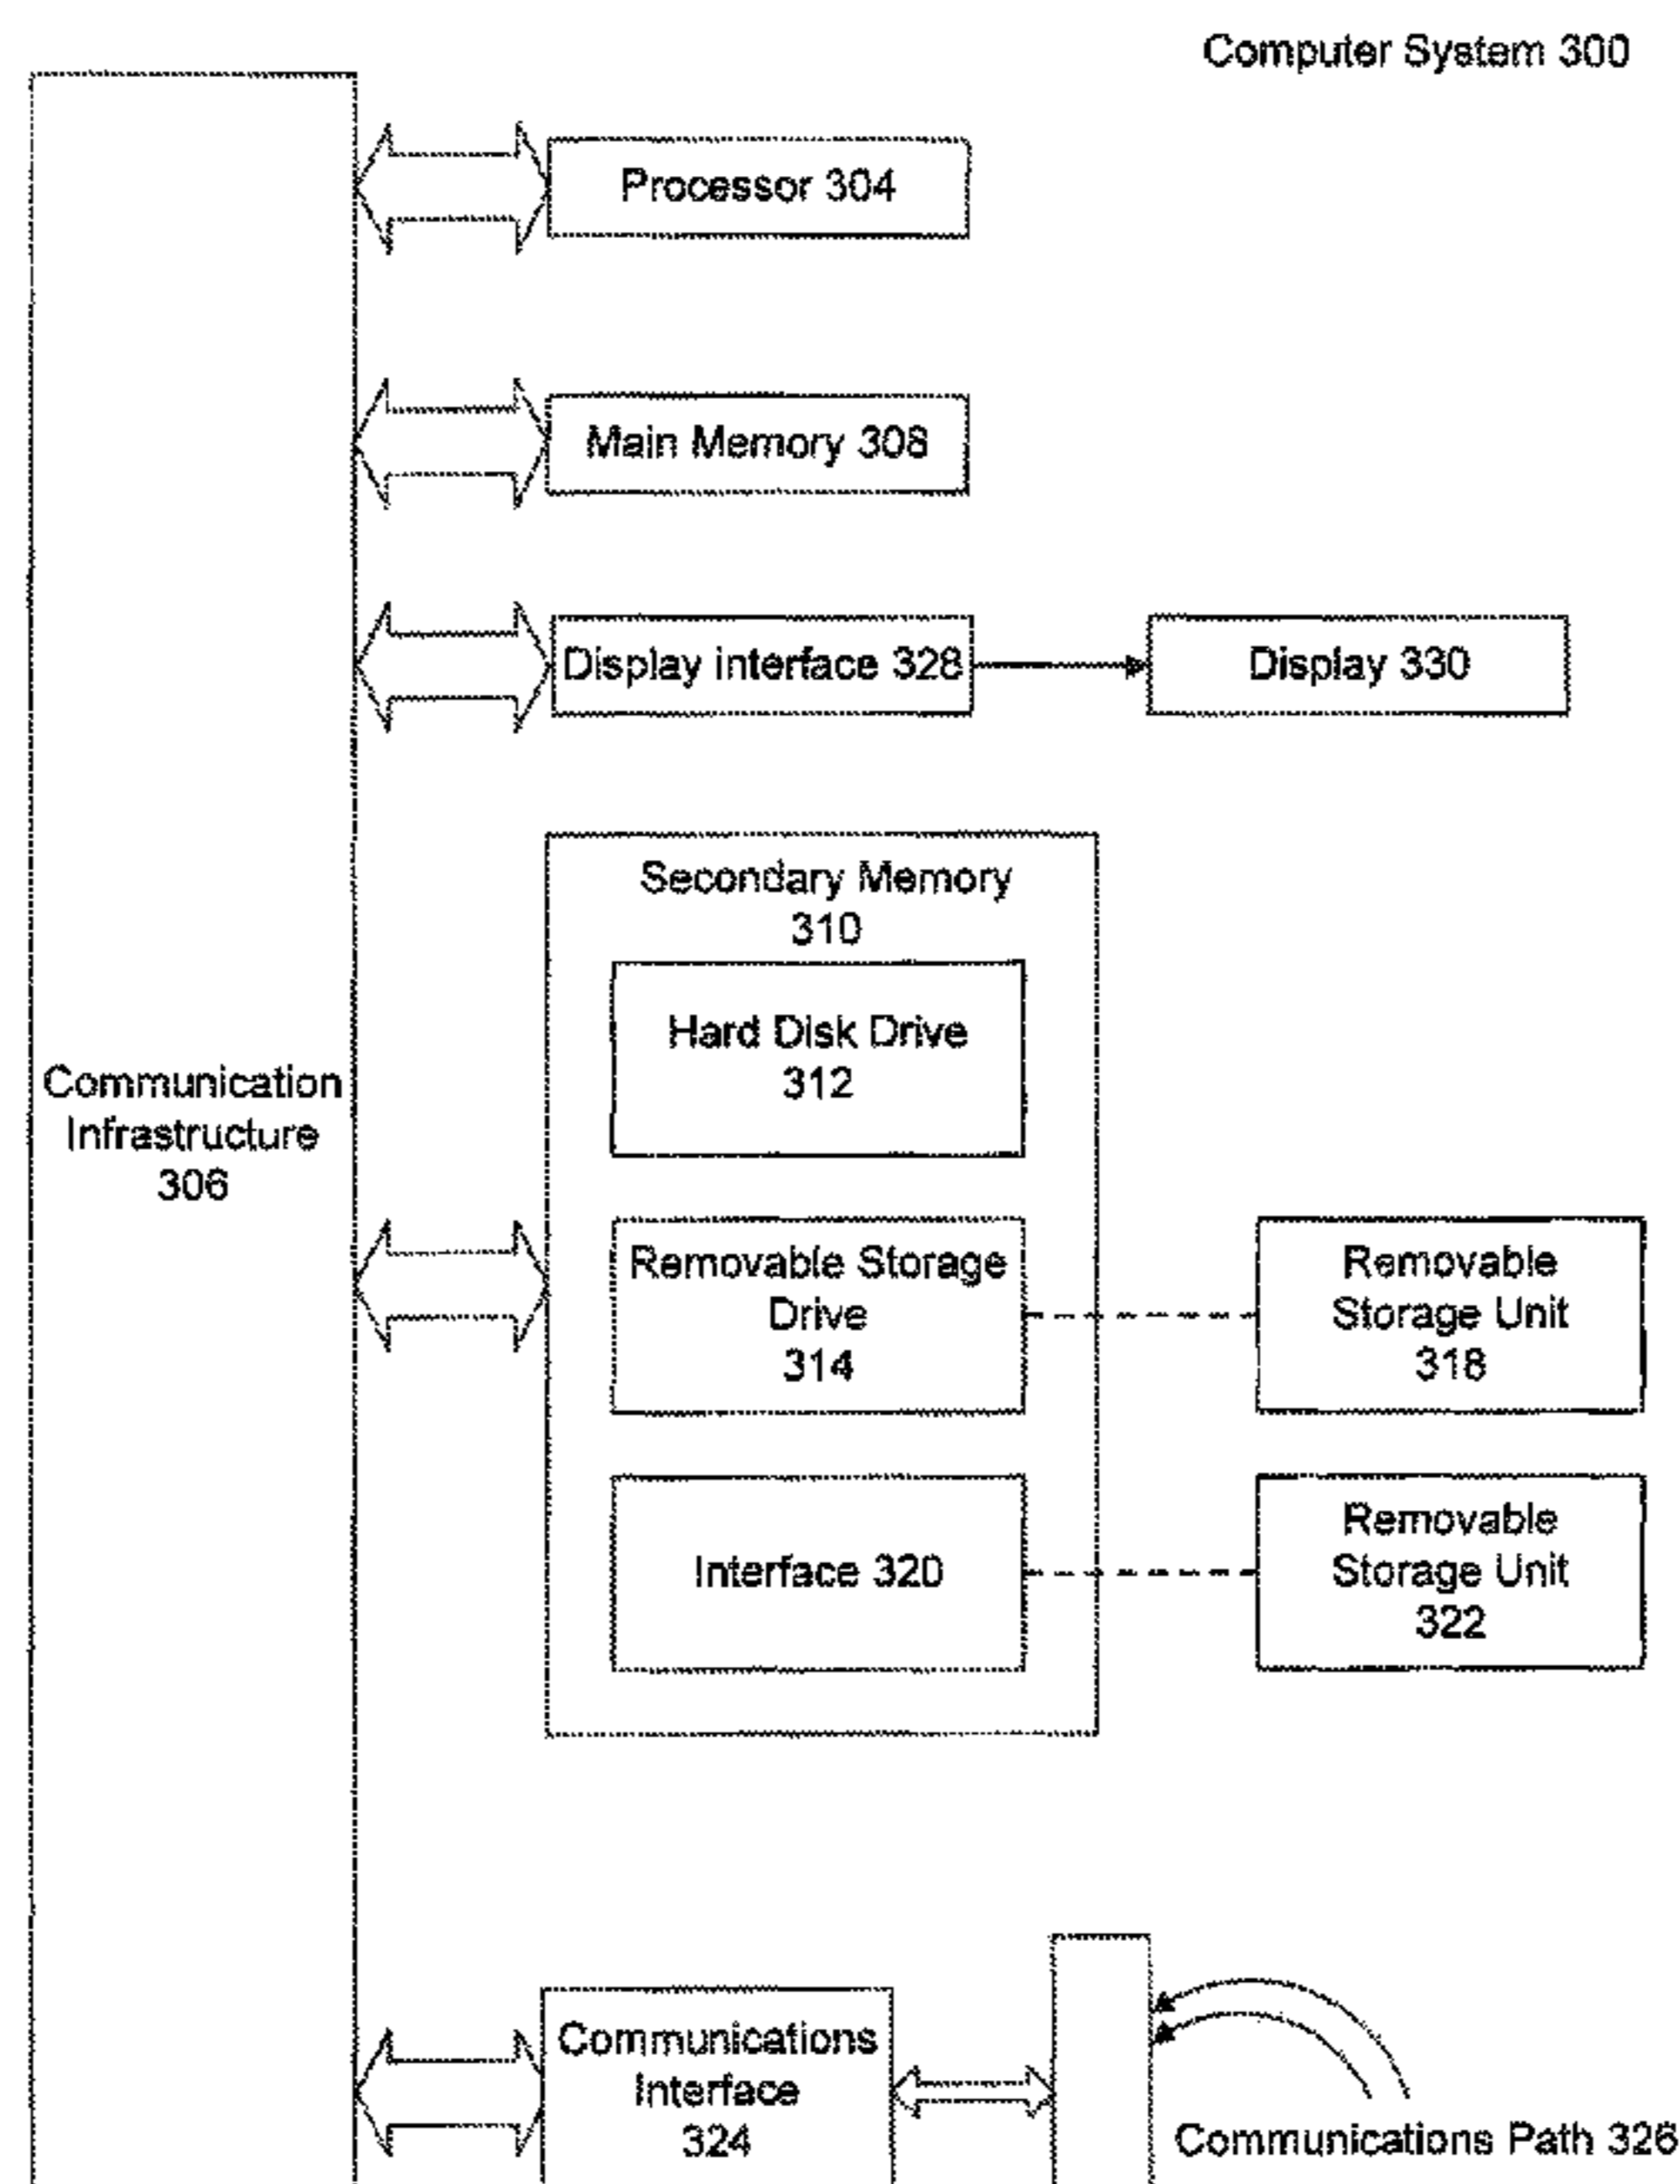 Computer System 300
Processor 304
Main Memory 308
Display interface 328
Display 330
Secondary Memory
310
Hard Disk Drive
312
Communication
Infrastructure
306
Removable Storage
Drive
314
Removable
Storage Unit
318
Interface 320
Removable
Storage Unit
322
Communications
Interface
324
Communications Path 326